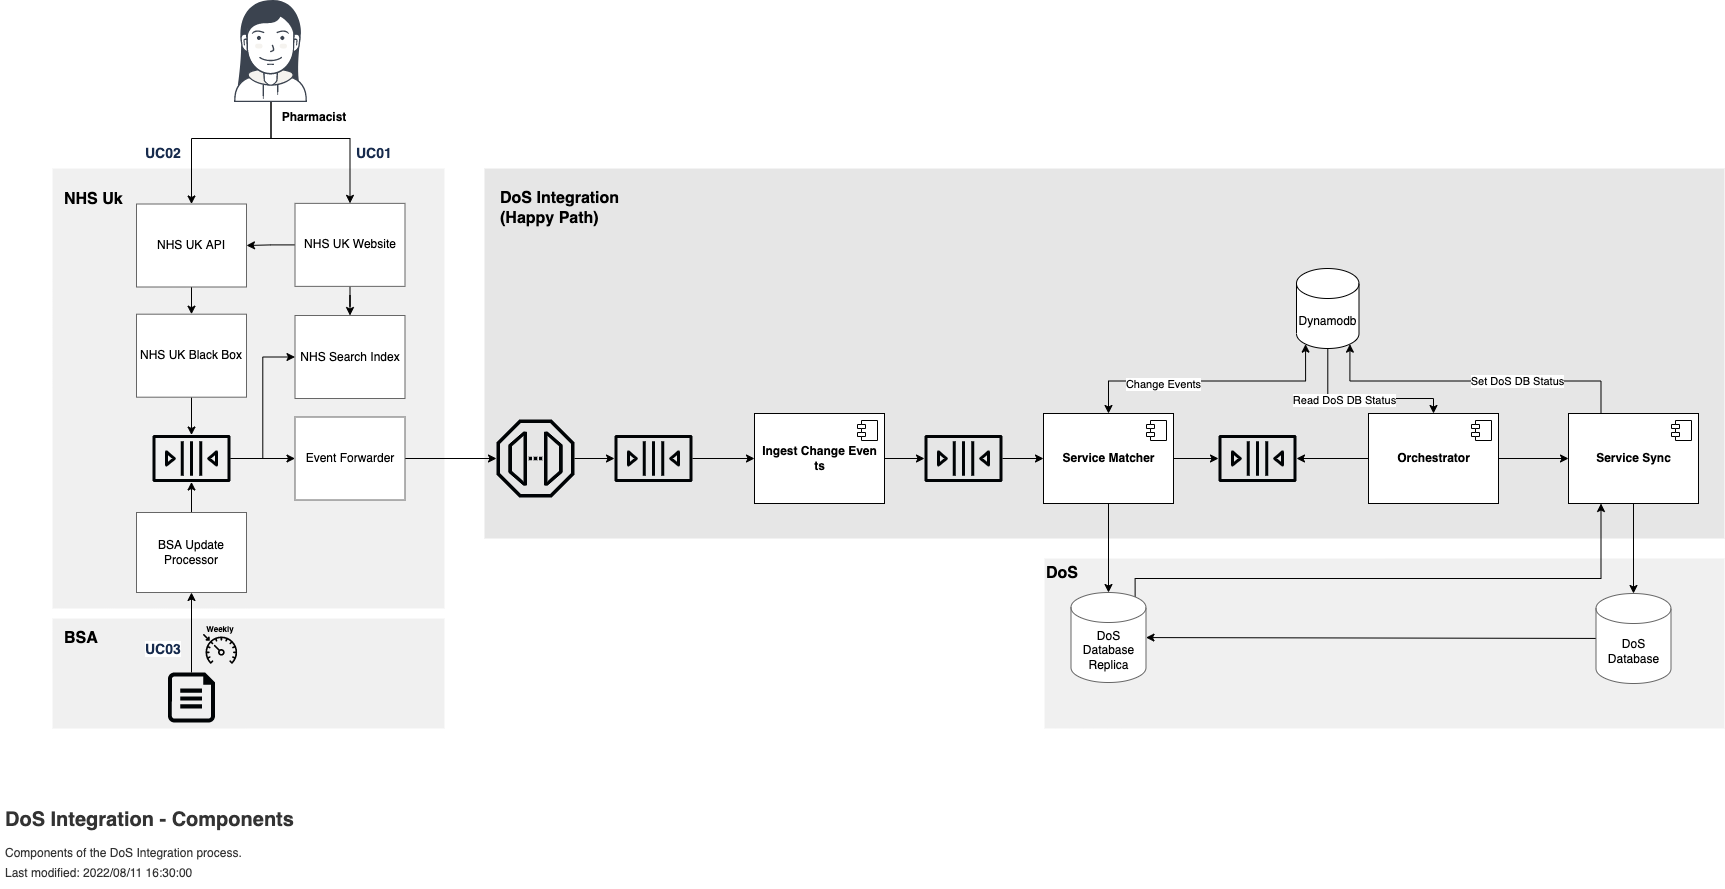 Pharmacist
UC02
UC01
NHS Uk
NHS UK API
NHS UK Website
NHS UK Black Box
NHS Search Index
Event Forwarder
BSA Update
Processor
BSA
UC03
Weekly
DoS Integration
(Happy Path)
Dynamodb
Change Events
Set DoS DB Status
Read DoS DB Status
Ingest Change Even
ts
Service Matcher
Orchestrator
Service Sync
DoS
DoS
Database
Replica
DoS
Database
DoS Integration - Components
Components of the DoS Integration process.
Last modified: 2022/08/11 16:30:00